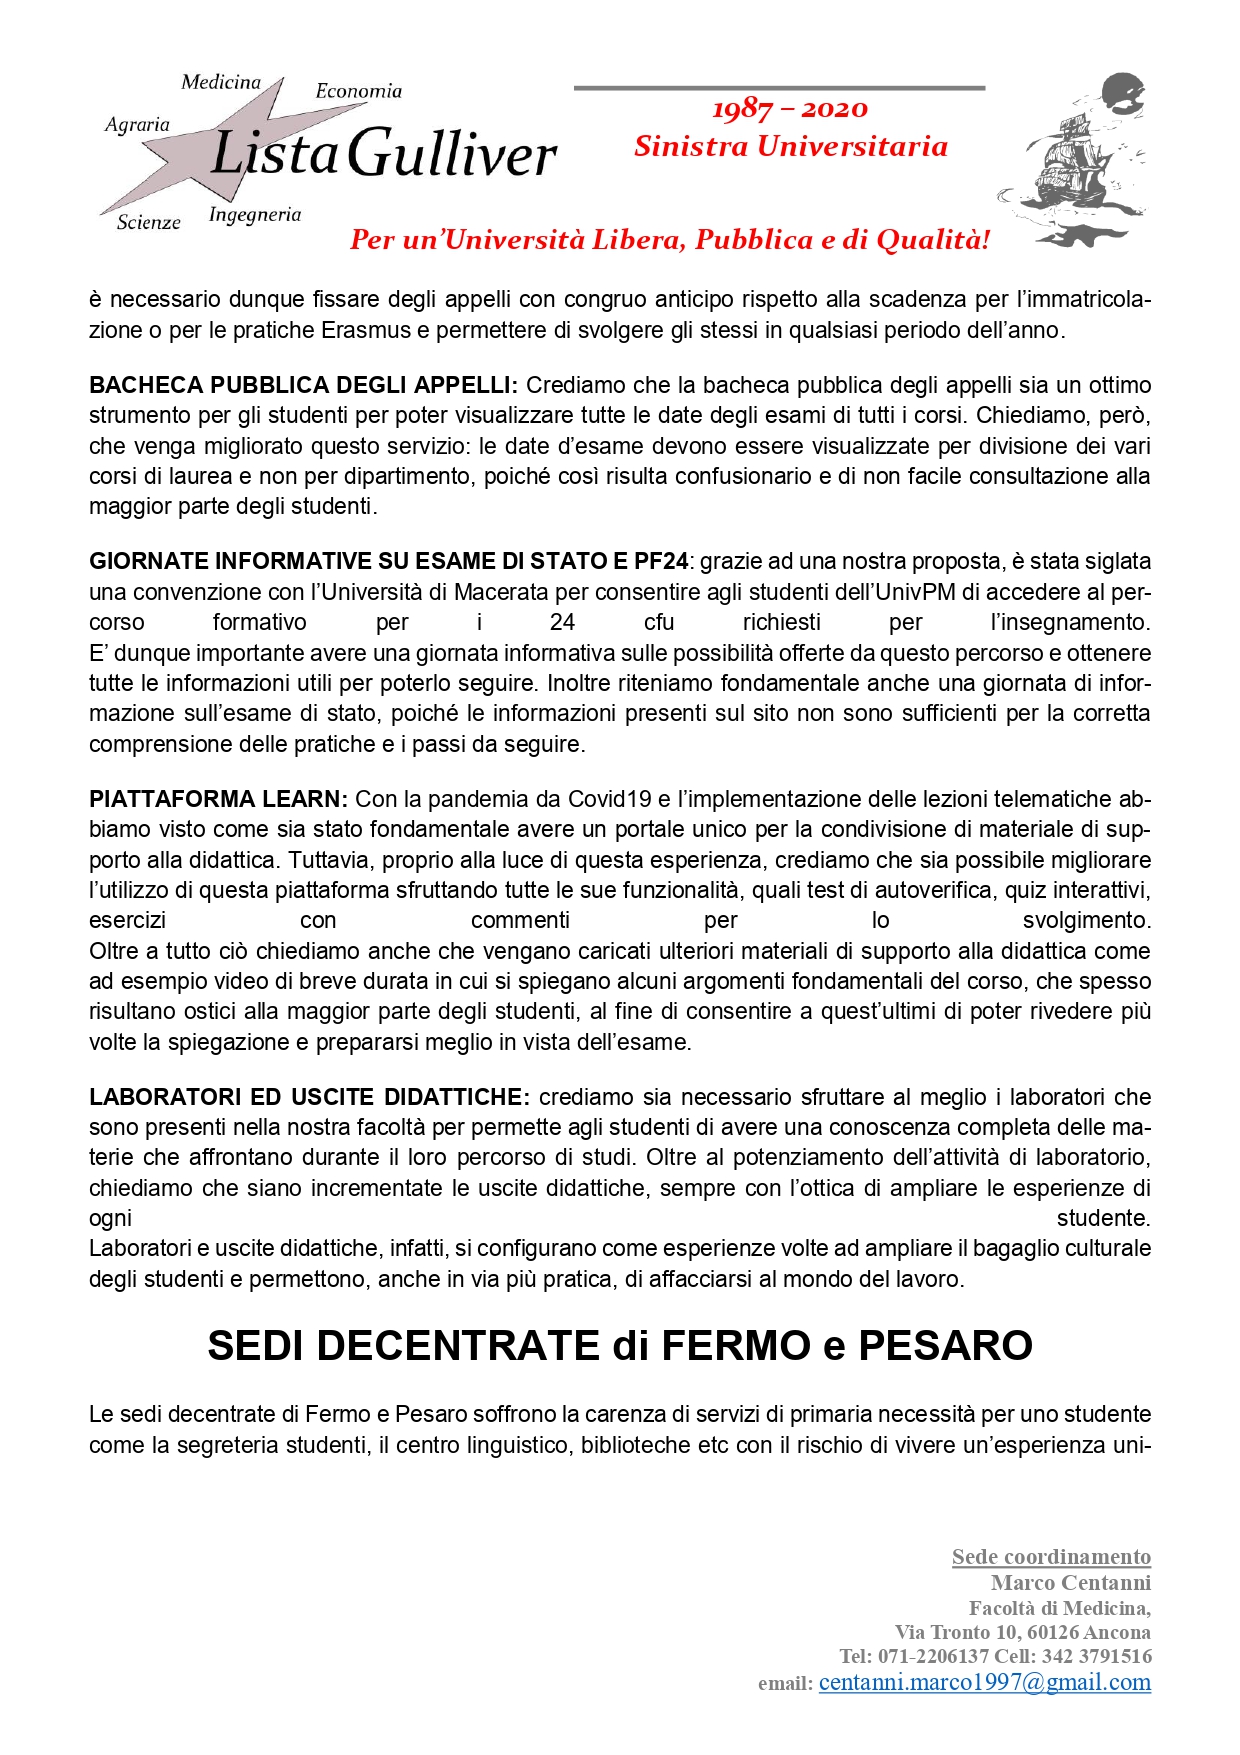 Medicina
Economia
Agraria
Lista Gulliver
Scienze
Ingegneria
1987 – 2020
Sinistra Universitaria
Per un’Università Libera, Pubblica e di Qualità!
è necessario dunque fissare degli appelli con congruo anticipo rispetto alla scadenza per l’immatricola-
zione o per le pratiche Erasmus e permettere di svolgere gli stessi in qualsiasi periodo dell’anno.
BACHECA PUBBLICA DEGLI APPELLI: Crediamo che la bacheca pubblica degli appelli sia un ottimo
strumento per gli studenti per poter visualizzare tutte le date degli esami di tutti i corsi. Chiediamo, però,
che venga migliorato questo servizio: le date d’esame devono essere visualizzate per divisione dei vari
corsi di laurea e non per dipartimento, poiché così risulta confusionario e di non facile consultazione alla
maggior parte degli studenti.
GIORNATE INFORMATIVE SU ESAME DI STATO E PF24: grazie ad una nostra proposta, è stata siglata
una convenzione con l’Università di Macerata per consentire agli studenti dell’UnivPM di accedere al per-
corso formativo per i 24 cfu richiesti per l’insegnamento.
E’ dunque importante avere una giornata informativa sulle possibilità offerte da questo percorso e ottenere
tutte le informazioni utili per poterlo seguire. Inoltre riteniamo fondamentale anche una giornata di infor-
mazione sull’esame di stato, poiché le informazioni presenti sul sito non sono sufficienti per la corretta
comprensione delle pratiche e i passi da seguire.
PIATTAFORMA LEARN: Con la pandemia da Covid19 e l’implementazione delle lezioni telematiche ab-
biamo visto come sia stato fondamentale avere un portale unico per la condivisione di materiale di sup-
porto alla didattica. Tuttavia, proprio alla luce di questa esperienza, crediamo che sia possibile migliorare
l’utilizzo di questa piattaforma sfruttando tutte le sue funzionalità, quali test di autoverifica, quiz interattivi,
esercizi con commenti per lo svolgimento.
Oltre a tutto ciò chiediamo anche che vengano caricati ulteriori materiali di supporto alla didattica come
ad esempio video di breve durata in cui si spiegano alcuni argomenti fondamentali del corso, che spesso
risultano ostici alla maggior parte degli studenti, al fine di consentire a quest’ultimi di poter rivedere più
volte la spiegazione e prepararsi meglio in vista dell’esame.
LABORATORI ED USCITE DIDATTICHE: crediamo sia necessario sfruttare al meglio i laboratori che
sono presenti nella nostra facoltà per permette agli studenti di avere una conoscenza completa delle ma-
terie che affrontano durante il loro percorso di studi. Oltre al potenziamento dell’attività di laboratorio,
chiediamo che siano incrementate le uscite didattiche, sempre con l’ottica di ampliare le esperienze di
ogni studente.
Laboratori e uscite didattiche, infatti, si configurano come esperienze volte ad ampliare il bagaglio culturale
degli studenti e permettono, anche in via più pratica, di affacciarsi al mondo del lavoro.
SEDI DECENTRATE di FERMO e PESARO
Le sedi decentrate di Fermo e Pesaro soffrono la carenza di servizi di primaria necessità per uno studente
come la segreteria studenti, il centro linguistico, biblioteche etc con il rischio di vivere un’esperienza uni-
Sede coordinamento
Marco Centanni
Facoltà di Medicina,
Via Tronto 10, 60126 Ancona
Tel: 071-2206137 Cell: 342 3791516
email: centanni.marco1997@gmail.com